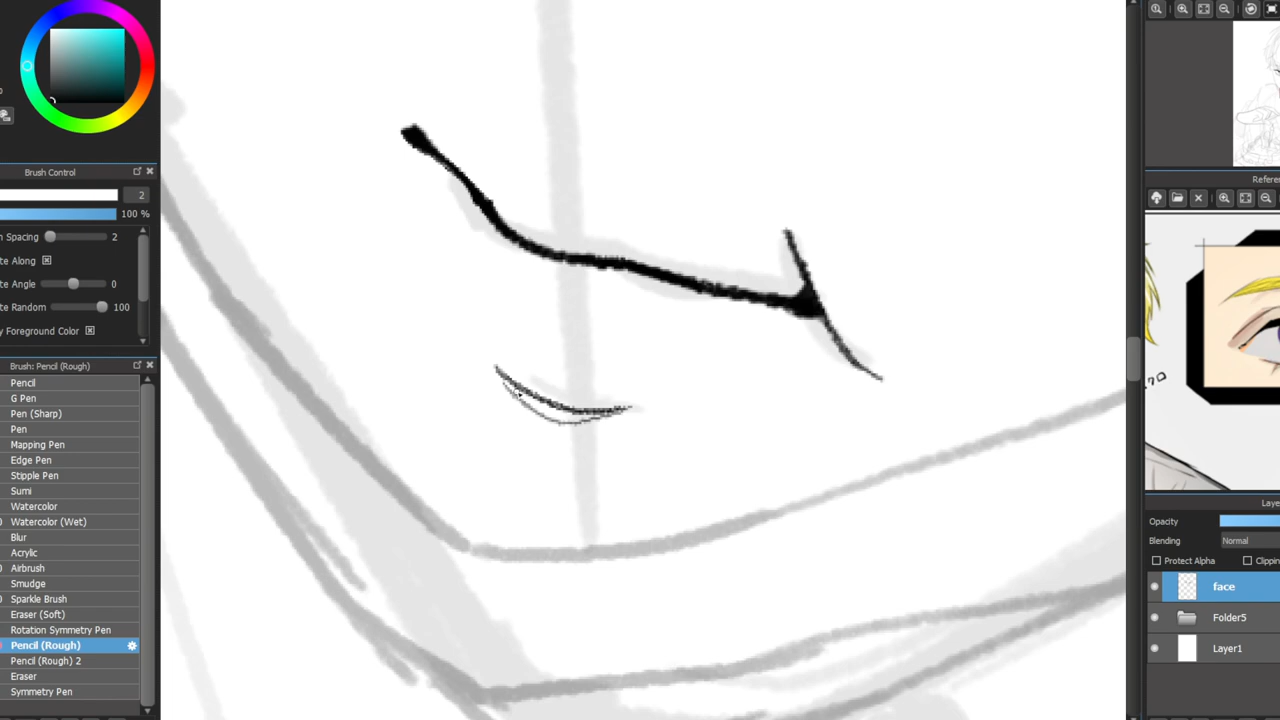 Brush Control
2
100 %
Spacing 2
Along
Angle 0
Random 100
Foreground Color
Brush: Pencil (Rough)
Pencil
G Pen
Pen (Sharp)
Pen
Mapping Pen
Edge Pen
Stipple Pen
Sumi
Watercolor
Watercolor (Wet)
Blur
Acrylic
Airbrush
Smudge
Sparkle Brush
Eraser (Soft)
Rotation Symmetry Pen
Pencil (Rough)
Pencil (Rough) 2
Eraser
Symmetry Pen
Refere
Laye
Opacity
Blending Normal
Protect Alpha Clippin
face
Folder5
Layer1